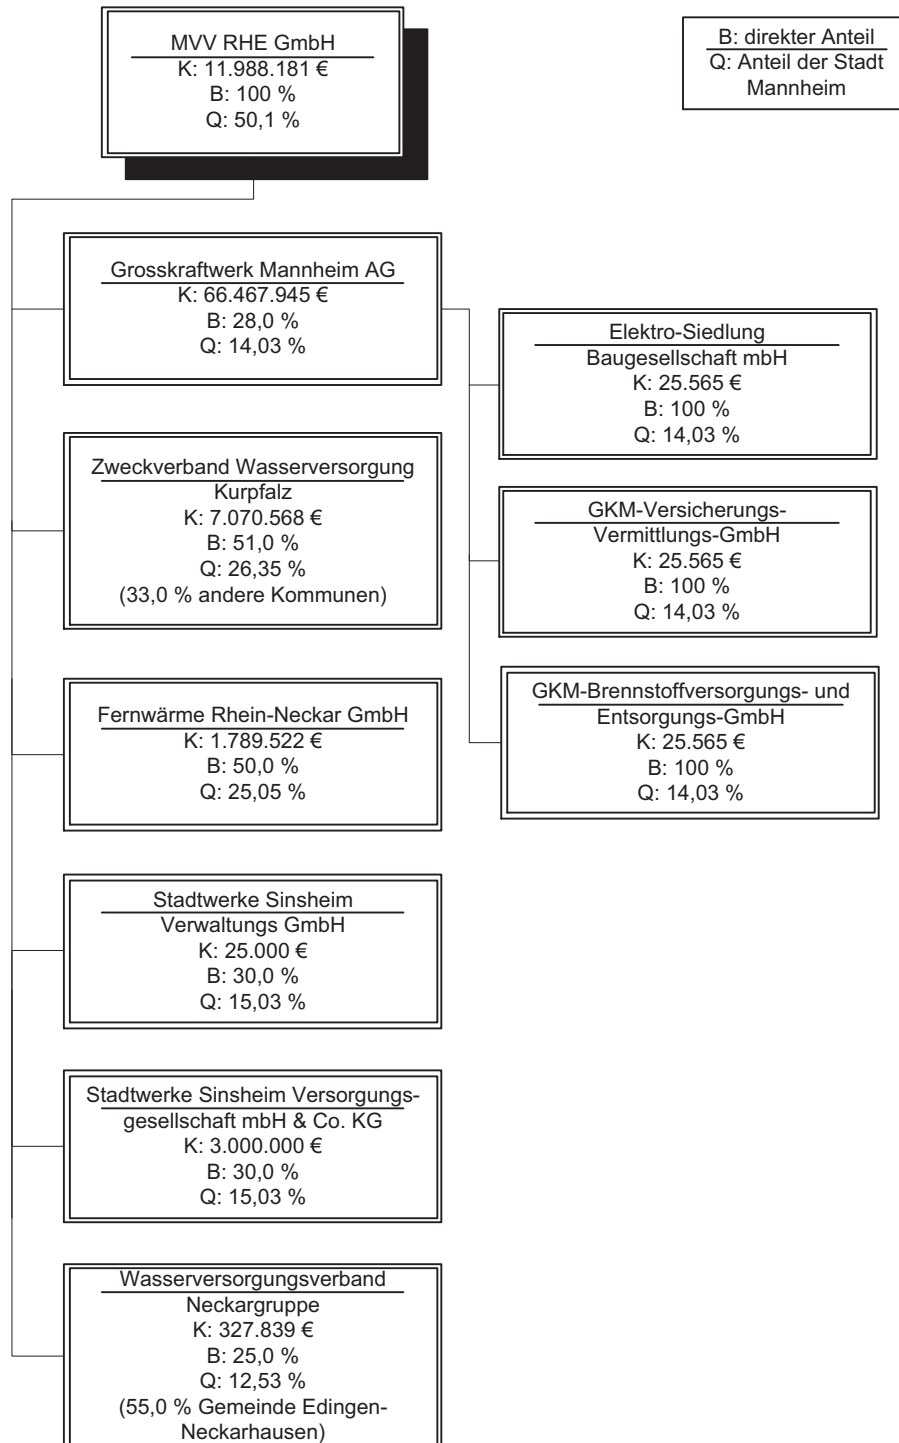 MVV RHE GmbH
K: 11.988.181 €
B: 100 %
Q: 50,1 %
B: direkter Anteil
Q: Anteil der Stadt
Mannheim
Grosskraftwerk Mannheim AG
K: 66.467.945 €
B: 28,0 %
Q: 14,03 %
Elektro-Siedlung
Baugesellschaft mbH
K: 25.565 €
B: 100 %
Q: 14,03 %
Zweckverband Wasserversorgung
Kurpfalz
K: 7.070.568 €
B: 51,0 %
Q: 26,35 %
(33,0 % andere Kommunen)
GKM-Versicherungs-
Vermittlungs-GmbH
K: 25.565 €
B: 100 %
Q: 14,03 %
Fernwärme Rhein-Neckar GmbH
K: 1.789.522 €
B: 50,0 %
Q: 25,05 %
GKM-Brennstoffversorgungs- und
Entsorgungs-GmbH
K: 25.565 €
B: 100 %
Q: 14,03 %
Stadtwerke Sinsheim
Verwaltungs GmbH
K: 25.000 €
B: 30,0 %
Q: 15,03 %
Stadtwerke Sinsheim Versorgungs-
gesellschaft mbH & Co. KG
K: 3.000.000 €
B: 30,0 %
Q: 15,03 %
Wasserversorgungsverband
Neckargruppe
K: 327.839 €
B: 25,0 %
Q: 12,53 %
(55,0 % Gemeinde Edingen-
Neckarhausen)